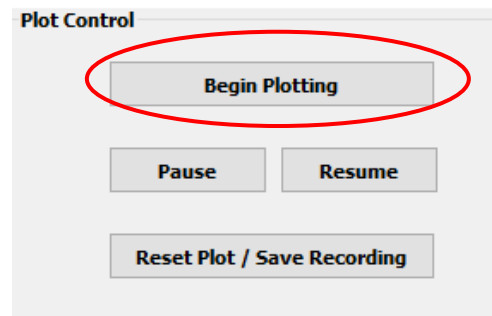 Plot Control
Begin Plotting
Pause Resume
Reset Plot / Save Recording